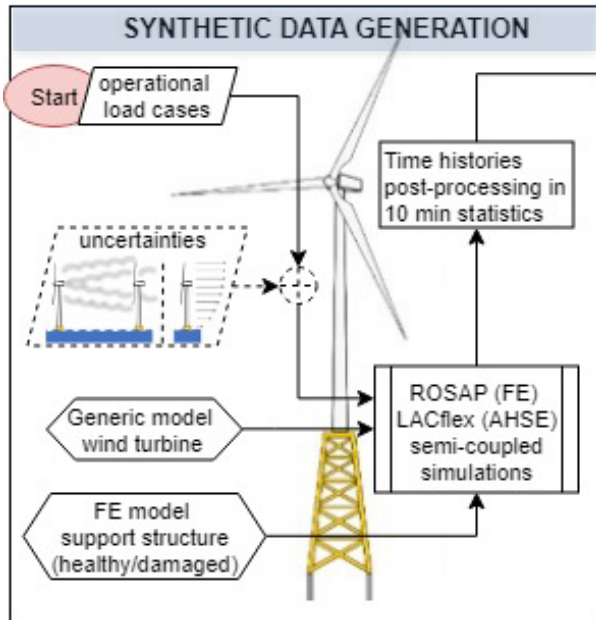 SYNTHETIC DATA GENERATION
Start
operational
load cases
Time histories
post-processing in
10 min statistics
uncertainties
ROSAP (FE)
LACflex (AHSE)
semi-coupled
simulations
Generic model
wind turbine
FE model
support structure
(healthy/damaged)